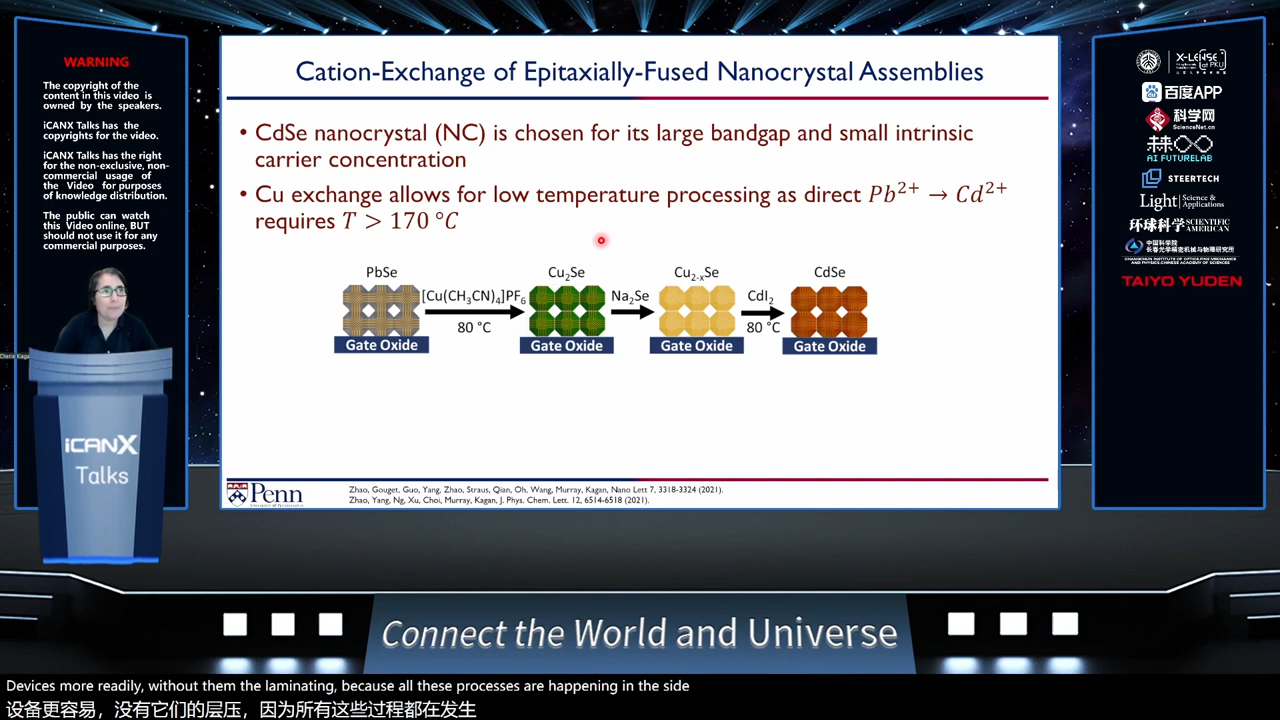 WARNING
The copyright of the
content in this video is
owned by the speakers.
iCANX Talks has the
copyrights for the video.
iCANX Talks has the right
for the non-exclusive, non-
commercial usage of
the Video for purposes
of knowledge distribution.
The public can watch
this Video online, BUT
should not use it for any
commercial purposes.
Cation-Exchange of Epitaxially-Fused Nanocrystal Assemblies
• CdSe nanocrystal (NC) is chosen for its large bandgap and small intrinsic
carrier concentration
• Cu exchange allows for low temperature processing as direct Pb²⁺ → Cd²⁺
requires T > 170 °C
PbSe
Cu₂Se
Cu₂₋ₓSe
CdSe
[Cu(CH₃CN)₄]PF₆
Na₂Se
CdI₂
80 °C
80 °C
Gate Oxide
Gate Oxide
Gate Oxide
Gate Oxide
Penn
Zhao, Gouget, Guo, Yang, Zhao, Straus, Qian, Oh, Wang, Murray, Kagan, Nano Lett 7, 3318-3324 (2021).
Zhao, Yang, Ng, Xu, Choi, Murray, Kagan, J. Phys. Chem. Lett. 12, 6514-6518 (2021).
X-LENSE
百度APP
科学网
ScienceNet.cn
AI FUTURELAB
STEERTECH
Light Science & Applications
环球科学 SCIENTIFIC AMERICAN
中国科学院
长春光学精密机械与物理研究所
TAIYO YUDEN
iCANX
Talks
Connect the World and Universe
Devices more readily, without them the laminating, because all these processes are happening in the side
设备更容易，没有它们的层压，因为所有这些过程都在发生